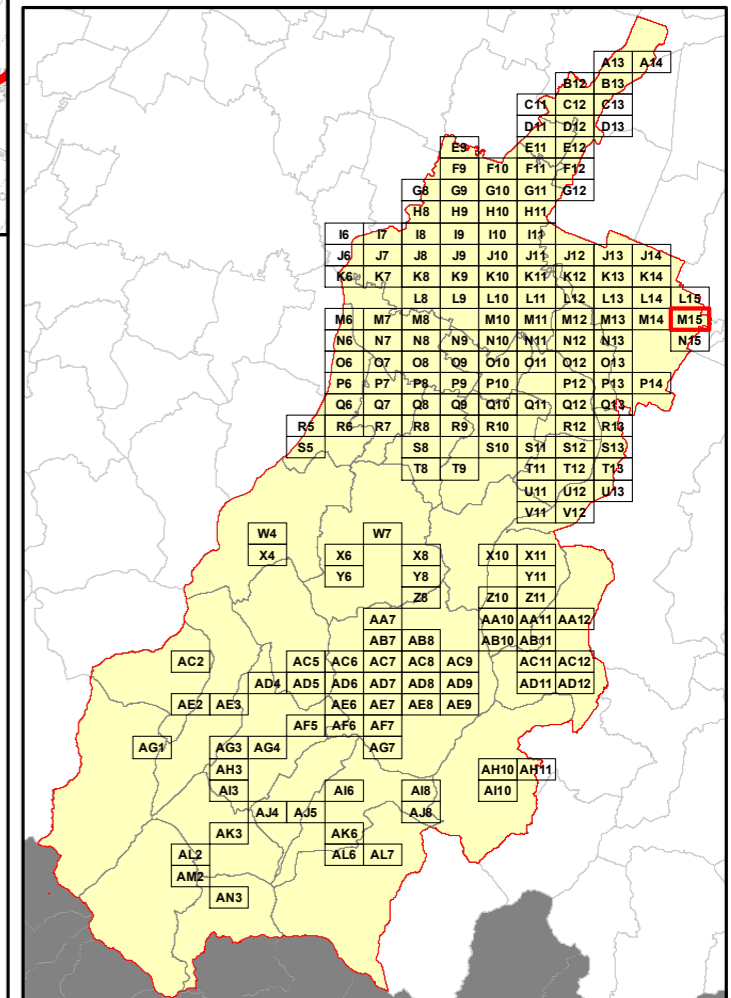 A13 A14
B12 B13
C11 C12 C13
D11 D12 D13
E9 E11 E12
F9 F10 F11 F12
G8 G9 G10 G11 G12
H8 H9 H10 H11
I6 I7 I8 I9 I10 I11
J6 J7 J8 J9 J10 J11 J12 J13 J14
K6 K7 K8 K9 K10 K11 K12 K13 K14
L8 L9 L10 L11 L12 L13 L14 L15
M6 M7 M8 M10 M11 M12 M13 M14 M15
N6 N7 N8 N9 N10 N11 N12 N13 N15
O6 O7 O8 O9 O10 O11 O12 O13
P6 P7 P8 P9 P10 P12 P13 P14
Q6 Q7 Q8 Q9 Q10 Q11 Q12 Q13
R5 R6 R7 R8 R9 R10 R12 R13
S5 S8 S10 S11 S12 S13
T8 T9 T11 T12 T13
U11 U12 U13
V11 V12
W4 W7
X4 X6 X8 X10 X11
Y6 Y8 Y11
Z8 Z10 Z11
AA7 AA10 AA11 AA12
AB7 AB8 AB10 AB11
AC2 AC5 AC6 AC7 AC8 AC9 AC11 AC12
AD4 AD5 AD6 AD7 AD8 AD9 AD11 AD12
AE2 AE3 AE6 AE7 AE8 AE9
AF5 AF6 AF7
AG1 AG3 AG4 AG7
AH3 AH10 AH11
AI3 AI6 AI8 AI10
AJ4 AJ5 AJ8
AK3 AK6
AL2 AL6 AL7
AM2
AN3